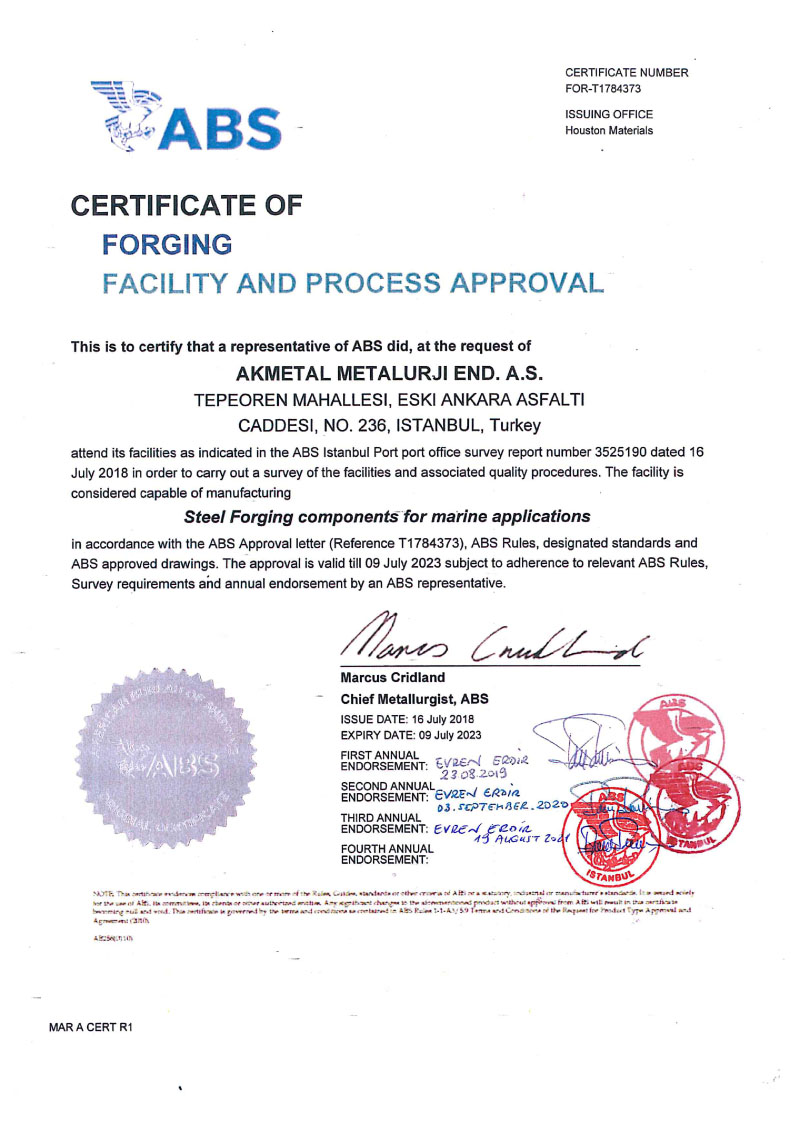 CERTIFICATE NUMBER
FOR-T1784373
ISSUING OFFICE
Houston Materials
ABS
CERTIFICATE OF
FORGING
FACILITY AND PROCESS APPROVAL
This is to certify that a representative of ABS did, at the request of
AKMETAL METALURJI END. A.S.
TEPEOREN MAHALLESI, ESKI ANKARA ASFALTI
CADDESI, NO. 236, ISTANBUL, Turkey
attend its facilities as indicated in the ABS Istanbul Port port office survey report number 3525190 dated 16
July 2018 in order to carry out a survey of the facilities and associated quality procedures. The facility is
considered capable of manufacturing
Steel Forging components for marine applications
in accordance with the ABS Approval letter (Reference T1784373), ABS Rules, designated standards and
ABS approved drawings. The approval is valid till 09 July 2023 subject to adherence to relevant ABS Rules,
Survey requirements and annual endorsement by an ABS representative.
Marcus Cridland
Marcus Cridland
Chief Metallurgist, ABS
ISSUE DATE: 16 July 2018
EXPIRY DATE: 09 July 2023
FIRST ANNUAL
ENDORSEMENT: EVREN ERDIR
23.08.2019
SECOND ANNUAL
ENDORSEMENT: EVREN ERDIR
03. SEPTEMBER. 2020
THIRD ANNUAL
ENDORSEMENT: EVREN ERDIR
19 AUGUST 2021
FOURTH ANNUAL
ENDORSEMENT:
ABS
ABS
ISTANBUL
ABS
ISTANBUL
ABS
NOTE: This certificate evidences compliance with one or more of the Rules, Guides, standards or other criteria of ABS or a statutory, industrial or manufacturer's standards. It is issued solely
for the use of ABS, its committees, its clients or other authorized entities. Any significant changes to the aforementioned product without approval from ABS will result in this certificate
becoming null and void. This certificate is governed by the terms and conditions as contained in ABS Rules 1-1-A3/5.9 Terms and Conditions of the Request for Product Type Approval and
Agreement (2010).
MAR A CERT R1